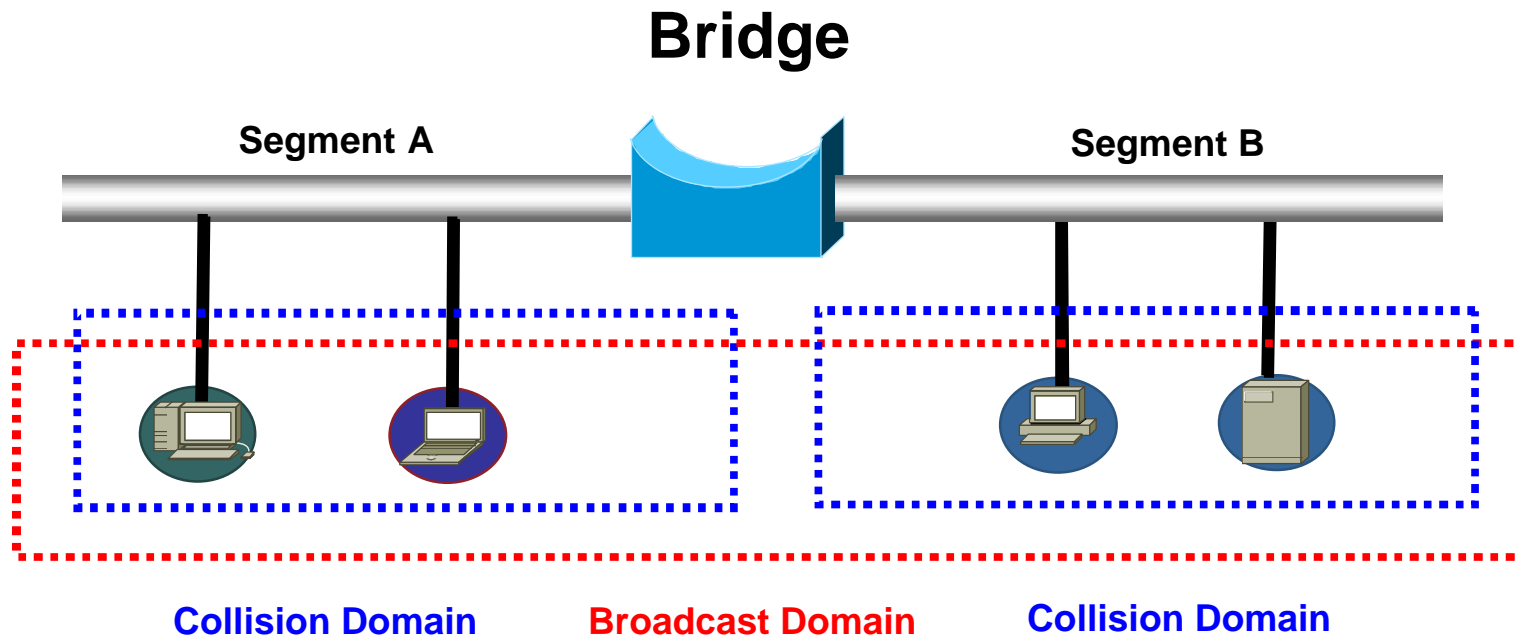 Bridge
Segment A
Segment B
Collision Domain
Broadcast Domain
Collision Domain